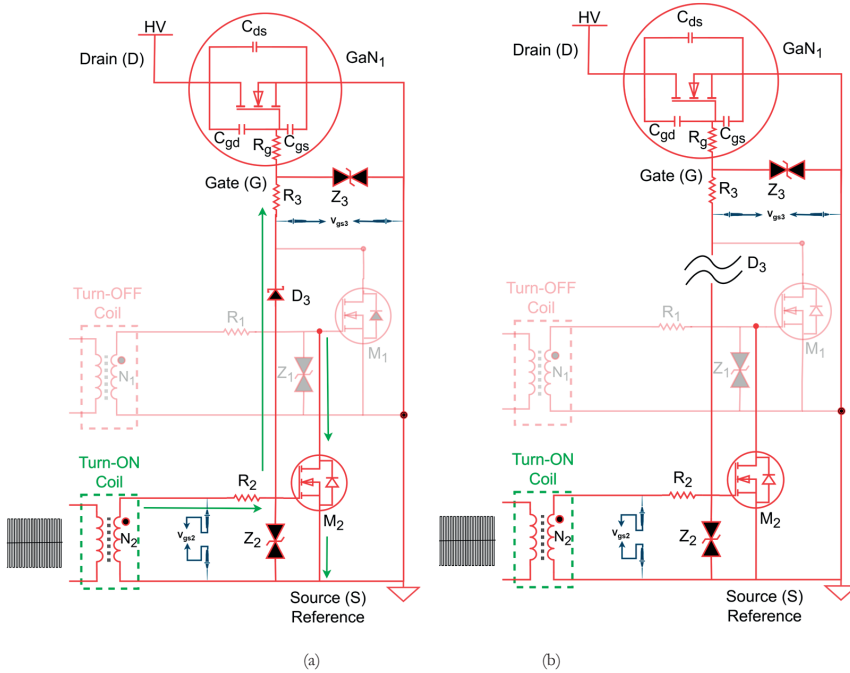 HV
C_ds
Drain (D)
GaN_1
C_gd
R_g
C_gs
Gate (G)
R_3
Z_3
v_gs3
Turn-OFF
Coil
D_3
R_1
N_1
Z_1
M_1
Turn-ON
Coil
R_2
N_2
v_gs2
Z_2
M_2
Source (S)
Reference
(a)
HV
C_ds
Drain (D)
GaN_1
C_gd
R_g
C_gs
Gate (G)
R_3
Z_3
v_gs3
Turn-OFF
Coil
D_3
R_1
N_1
Z_1
M_1
Turn-ON
Coil
R_2
N_2
v_gs2
Z_2
M_2
Source (S)
Reference
(b)